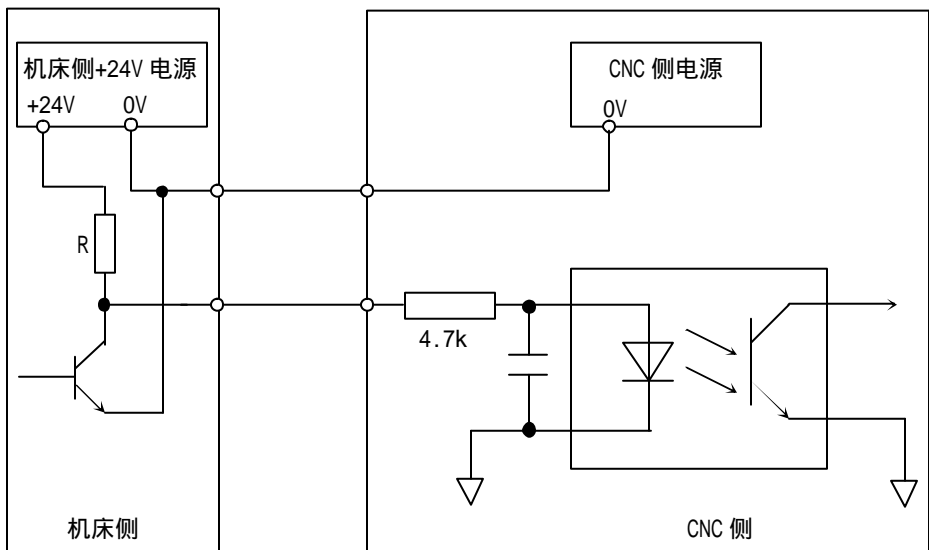 机床侧+24V 电源
+24V 0V
CNC 侧电源
0V
R
4.7k
机床侧
CNC 侧